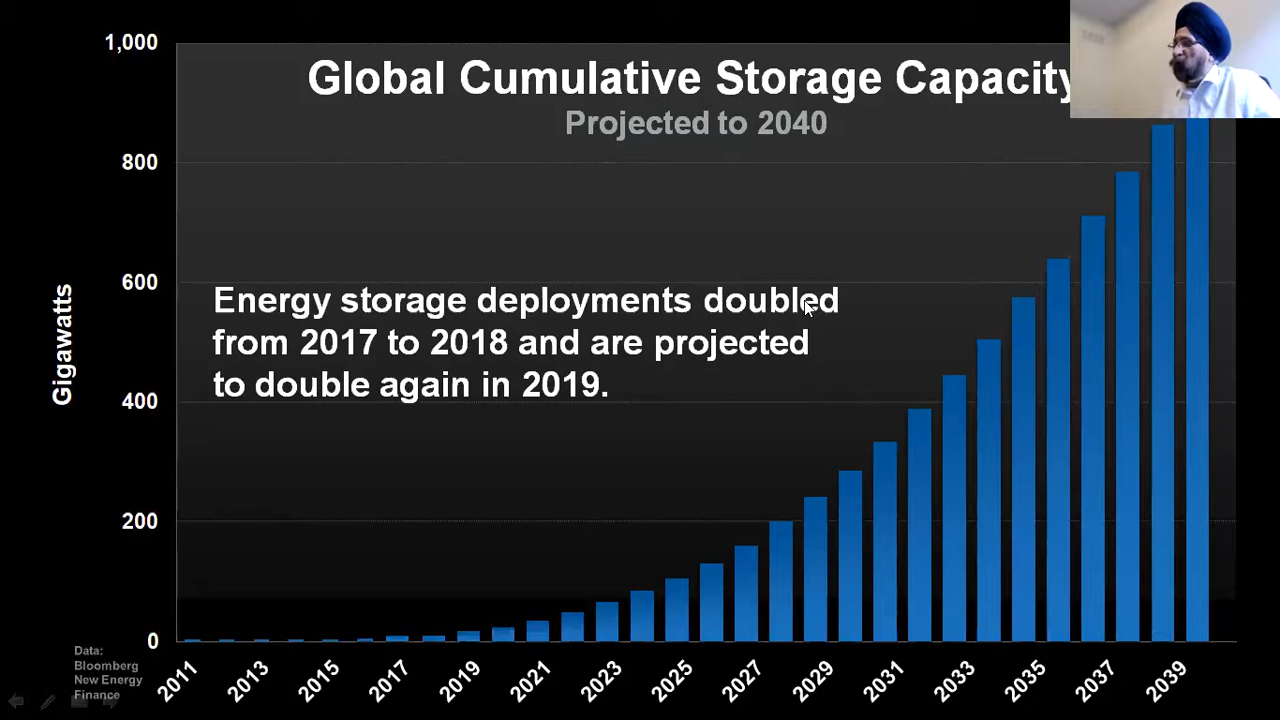 Global Cumulative Storage Capacity
Projected to 2040
1,000
800
600
400
200
0
Gigawatts
Energy storage deployments doubled
from 2017 to 2018 and are projected
to double again in 2019.
2011
2013
2015
2017
2019
2021
2023
2025
2027
2029
2031
2033
2035
2037
2039
Data:
Bloomberg
New Energy
Finance